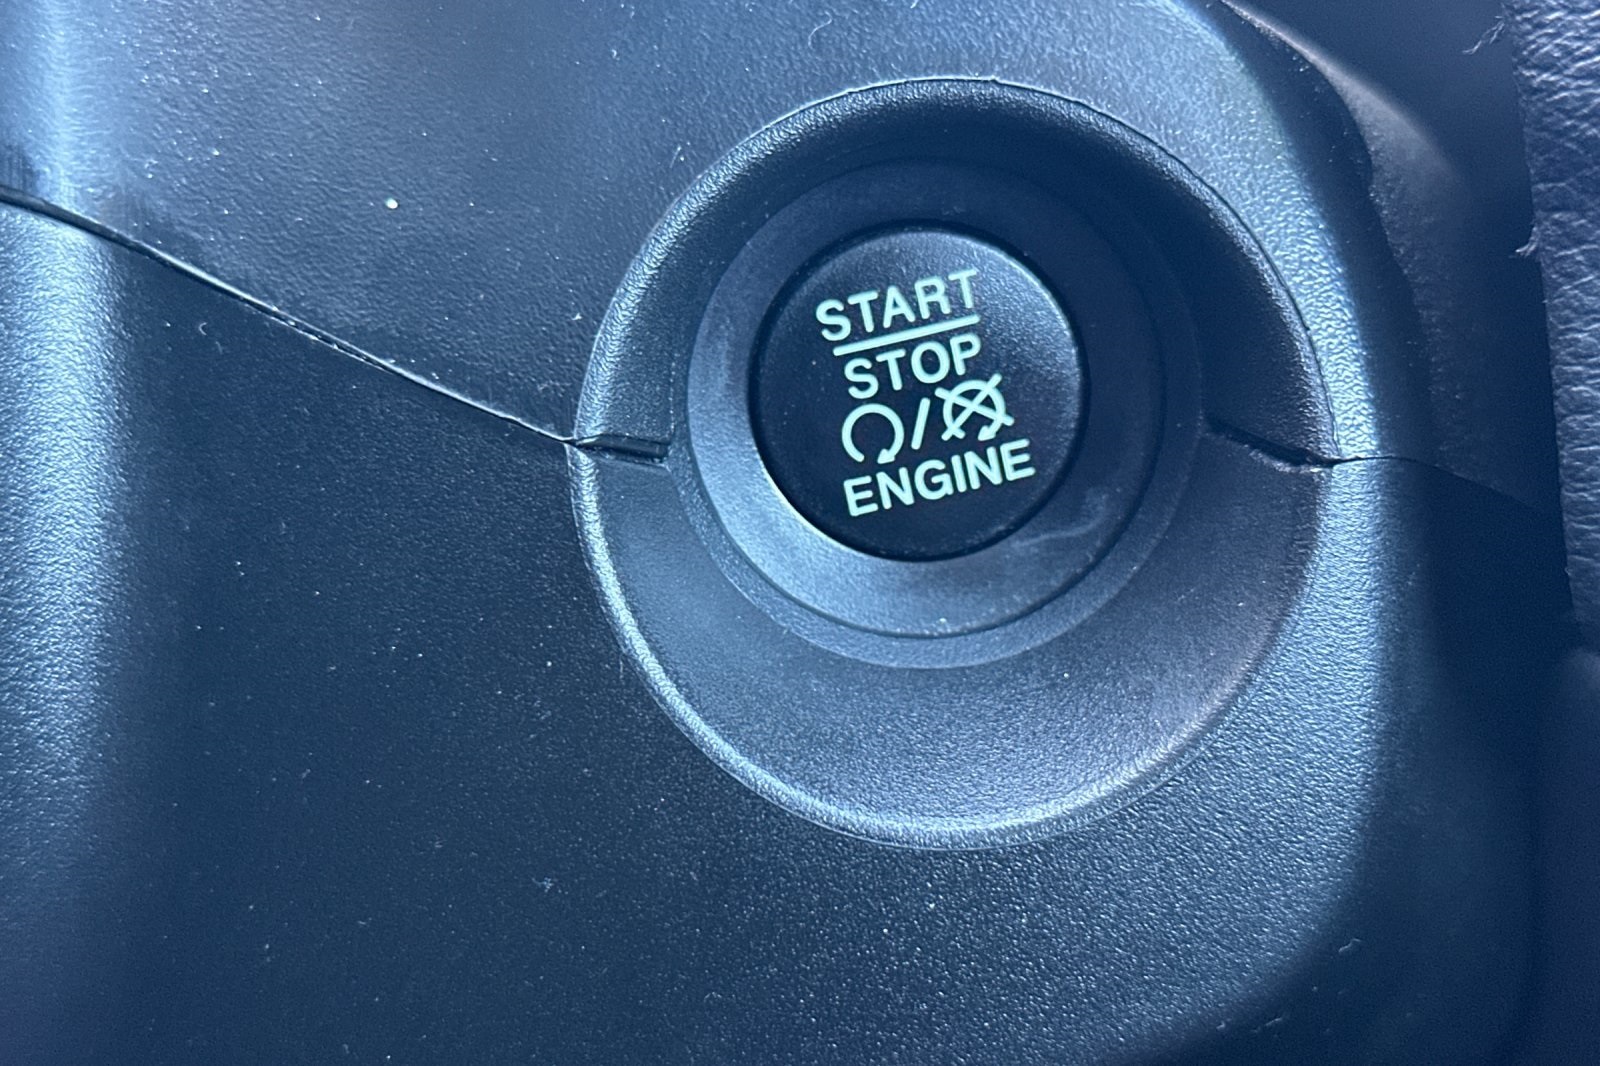 START
STOP
/
ENGINE